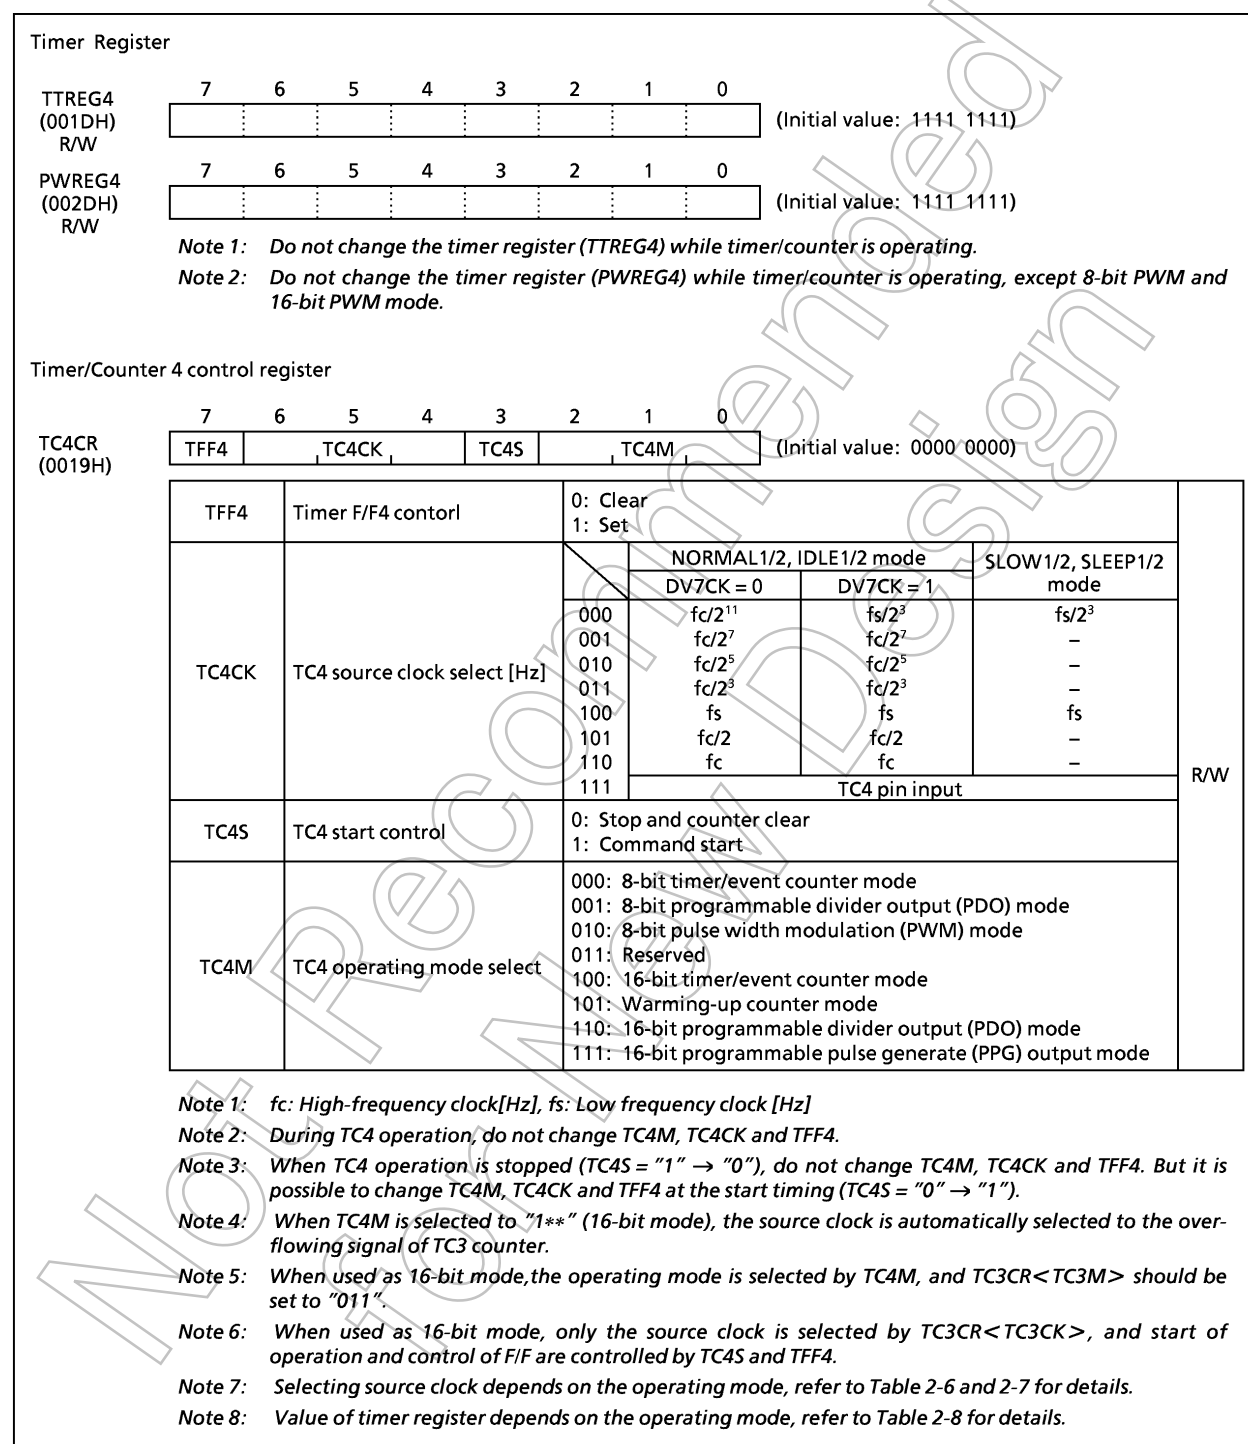 Timer Register
7 6 5 4 3 2 1 0
TTREG4
(001DH)
R/W
(Initial value: 1111 1111)
7 6 5 4 3 2 1 0
PWREG4
(002DH)
R/W
(Initial value: 1111 1111)
Note 1: Do not change the timer register (TTREG4) while timer/counter is operating.
Note 2: Do not change the timer register (PWREG4) while timer/counter is operating, except 8-bit PWM and
16-bit PWM mode.
Timer/Counter 4 control register
7 6 5 4 3 2 1 0
TC4CR
(0019H)
TFF4 TC4CK TC4S TC4M (Initial value: 0000 0000)
TFF4 Timer F/F4 contorl
0: Clear
1: Set
TC4CK TC4 source clock select [Hz]
NORMAL1/2, IDLE1/2 mode SLOW1/2, SLEEP1/2
mode
DV7CK = 0 DV7CK = 1
000 fc/2¹¹ fs/2³ fs/2³
001 fc/2⁷ fc/2⁷ –
010 fc/2⁵ fc/2⁵ –
011 fc/2³ fc/2³ –
100 fs fs fs
101 fc/2 fc/2 –
110 fc fc –
111 TC4 pin input
R/W
TC4S TC4 start control
0: Stop and counter clear
1: Command start
TC4M TC4 operating mode select
000: 8-bit timer/event counter mode
001: 8-bit programmable divider output (PDO) mode
010: 8-bit pulse width modulation (PWM) mode
011: Reserved
100: 16-bit timer/event counter mode
101: Warming-up counter mode
110: 16-bit programmable divider output (PDO) mode
111: 16-bit programmable pulse generate (PPG) output mode
Note 1: fc: High-frequency clock[Hz], fs: Low frequency clock [Hz]
Note 2: During TC4 operation, do not change TC4M, TC4CK and TFF4.
Note 3: When TC4 operation is stopped (TC4S = "1" → "0"), do not change TC4M, TC4CK and TFF4. But it is
possible to change TC4M, TC4CK and TFF4 at the start timing (TC4S = "0" → "1").
Note 4: When TC4M is selected to "1**" (16-bit mode), the source clock is automatically selected to the over-
flowing signal of TC3 counter.
Note 5: When used as 16-bit mode,the operating mode is selected by TC4M, and TC3CR<TC3M> should be
set to "011".
Note 6: When used as 16-bit mode, only the source clock is selected by TC3CR<TC3CK>, and start of
operation and control of F/F are controlled by TC4S and TFF4.
Note 7: Selecting source clock depends on the operating mode, refer to Table 2-6 and 2-7 for details.
Note 8: Value of timer register depends on the operating mode, refer to Table 2-8 for details.
Not Recommended
for New Design